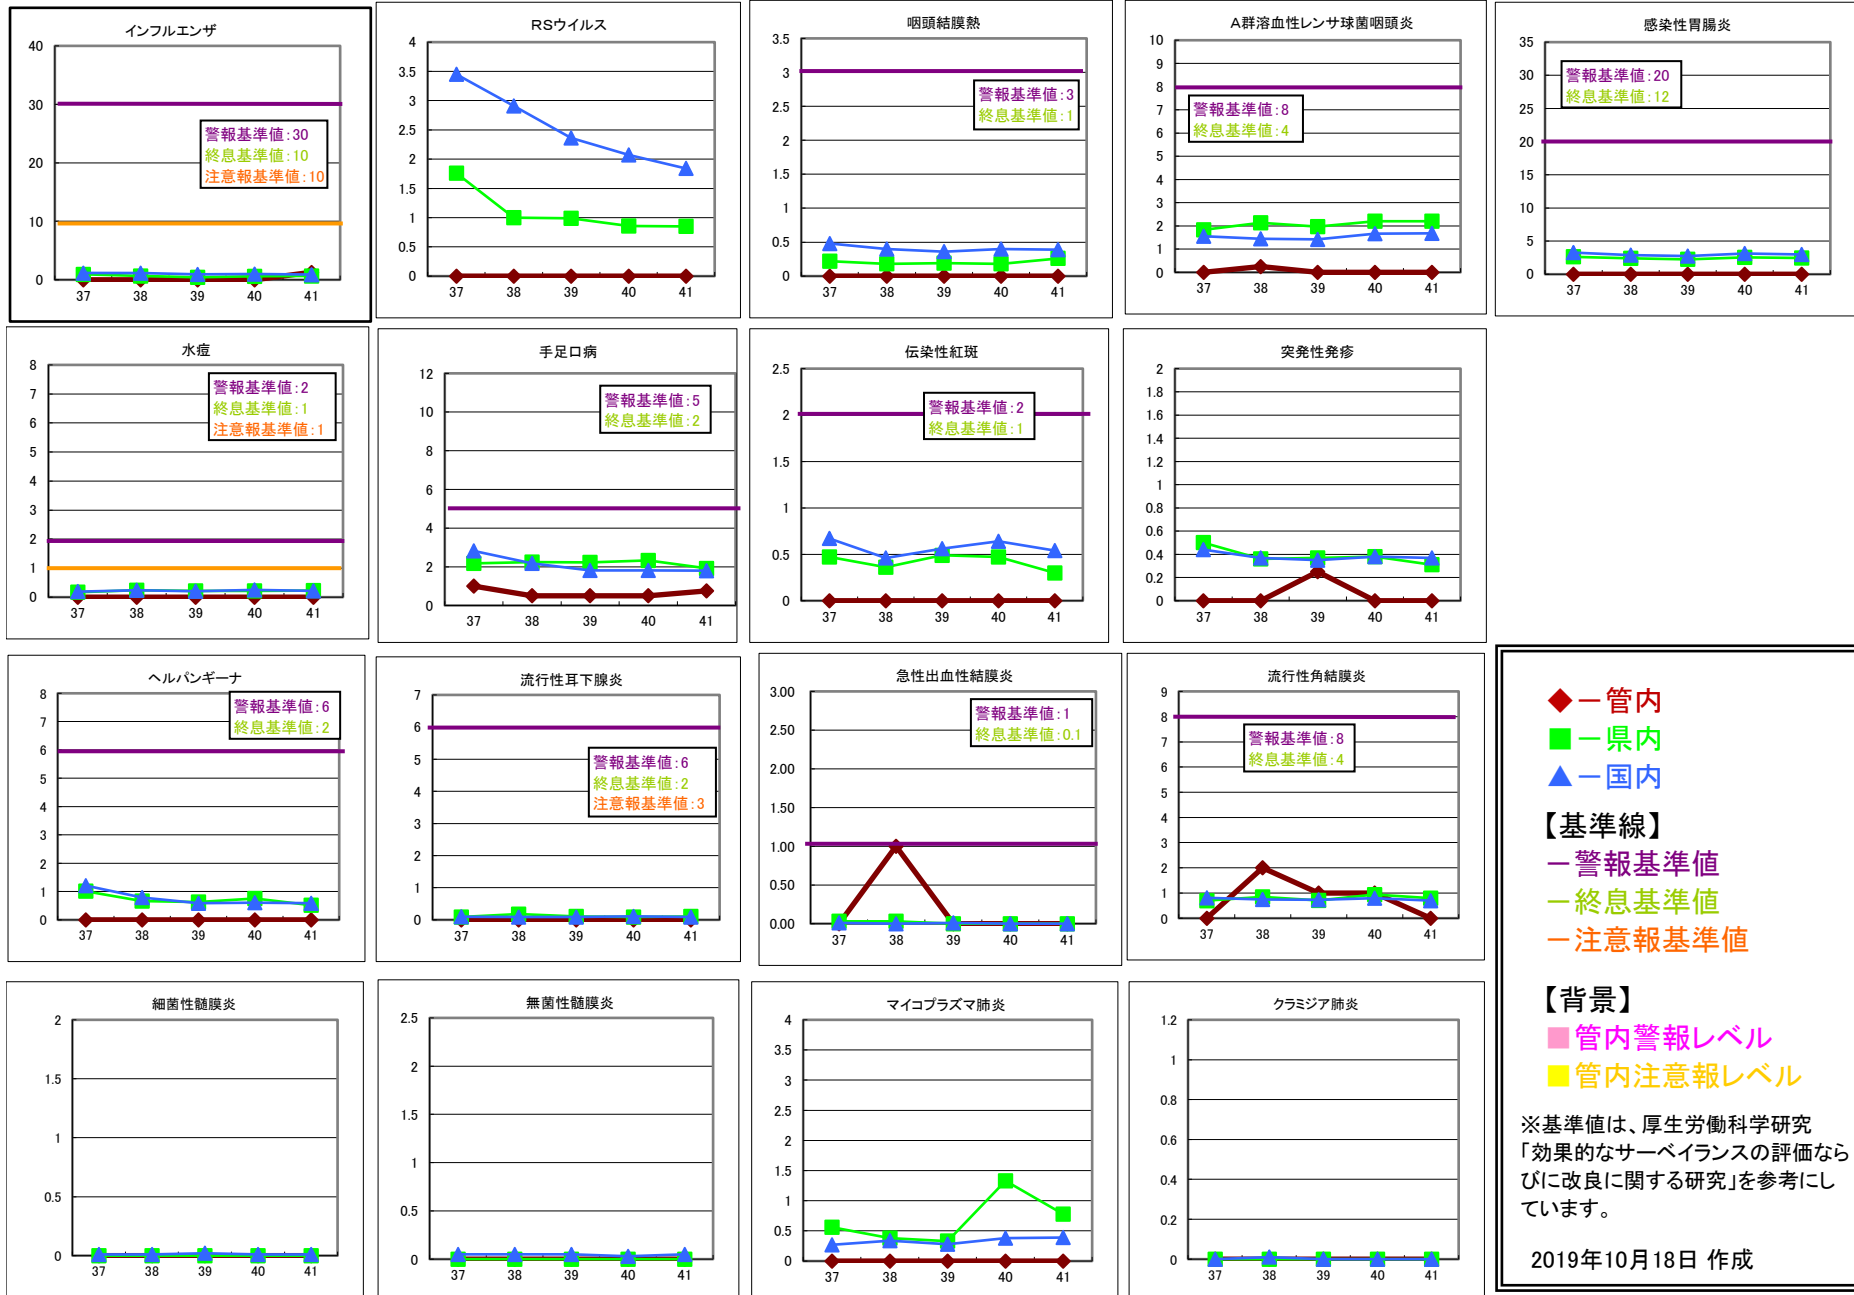 インフルエンザ
40
30
20
10
0
37 38 39 40 41
警報基準値:30
終息基準値:10
注意報基準値:10
RSウイルス
4
3.5
3
2.5
2
1.5
1
0.5
0
37 38 39 40 41
咽頭結膜熱
3.5
3
2.5
2
1.5
1
0.5
0
37 38 39 40 41
警報基準値:3
終息基準値:1
A群溶血性レンサ球菌咽頭炎
10
9
8
7
6
5
4
3
2
1
0
37 38 39 40 41
警報基準値:8
終息基準値:4
感染性胃腸炎
35
30
25
20
15
10
5
0
37 38 39 40 41
警報基準値:20
終息基準値:12
水痘
8
7
6
5
4
3
2
1
0
37 38 39 40 41
警報基準値:2
終息基準値:1
注意報基準値:1
手足口病
12
10
8
6
4
2
0
37 38 39 40 41
警報基準値:5
終息基準値:2
伝染性紅斑
2.5
2
1.5
1
0.5
0
37 38 39 40 41
警報基準値:2
終息基準値:1
突発性発疹
2
1.8
1.6
1.4
1.2
1
0.8
0.6
0.4
0.2
0
37 38 39 40 41
ヘルパンギーナ
8
7
6
5
4
3
2
1
0
37 38 39 40 41
警報基準値:6
終息基準値:2
流行性耳下腺炎
7
6
5
4
3
2
1
0
37 38 39 40 41
警報基準値:6
終息基準値:2
注意報基準値:3
急性出血性結膜炎
3.00
2.50
2.00
1.50
1.00
0.50
0.00
37 38 39 40 41
警報基準値:1
終息基準値:0.1
流行性角結膜炎
9
8
7
6
5
4
3
2
1
0
37 38 39 40 41
警報基準値:8
終息基準値:4
細菌性髄膜炎
2
1.5
1
0.5
0
37 38 39 40 41
無菌性髄膜炎
2.5
2
1.5
1
0.5
0
37 38 39 40 41
マイコプラズマ肺炎
4
3.5
3
2.5
2
1.5
1
0.5
0
37 38 39 40 41
クラミジア肺炎
1.2
1
0.8
0.6
0.4
0.2
0
37 38 39 40 41
◆－管内
■－県内
▲－国内
【基準線】
－警報基準値
－終息基準値
－注意報基準値
【背景】
■管内警報レベル
■管内注意報レベル
※基準値は、厚生労働科学研究
「効果的なサーベイランスの評価なら
びに改良に関する研究」を参考にし
ています。
2019年10月18日 作成